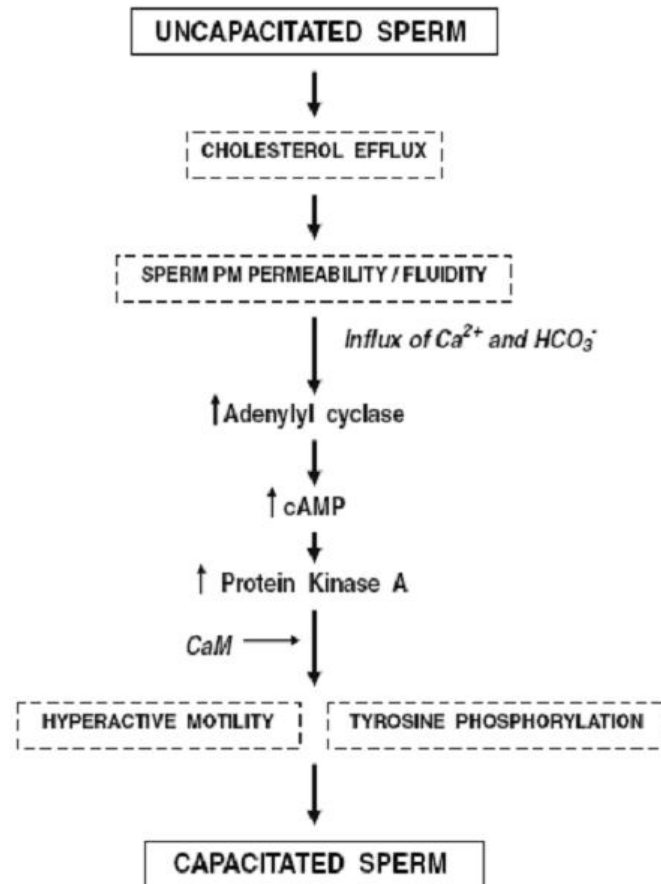 UNCAPACITATED SPERM
CHOLESTEROL EFFLUX
SPERM PM PERMEABILITY / FLUIDITY
Influx of Ca²⁺ and HCO₃⁻
↑Adenylyl cyclase
↑cAMP
↑ Protein Kinase A
CaM
HYPERACTIVE MOTILITY
TYROSINE PHOSPHORYLATION
CAPACITATED SPERM